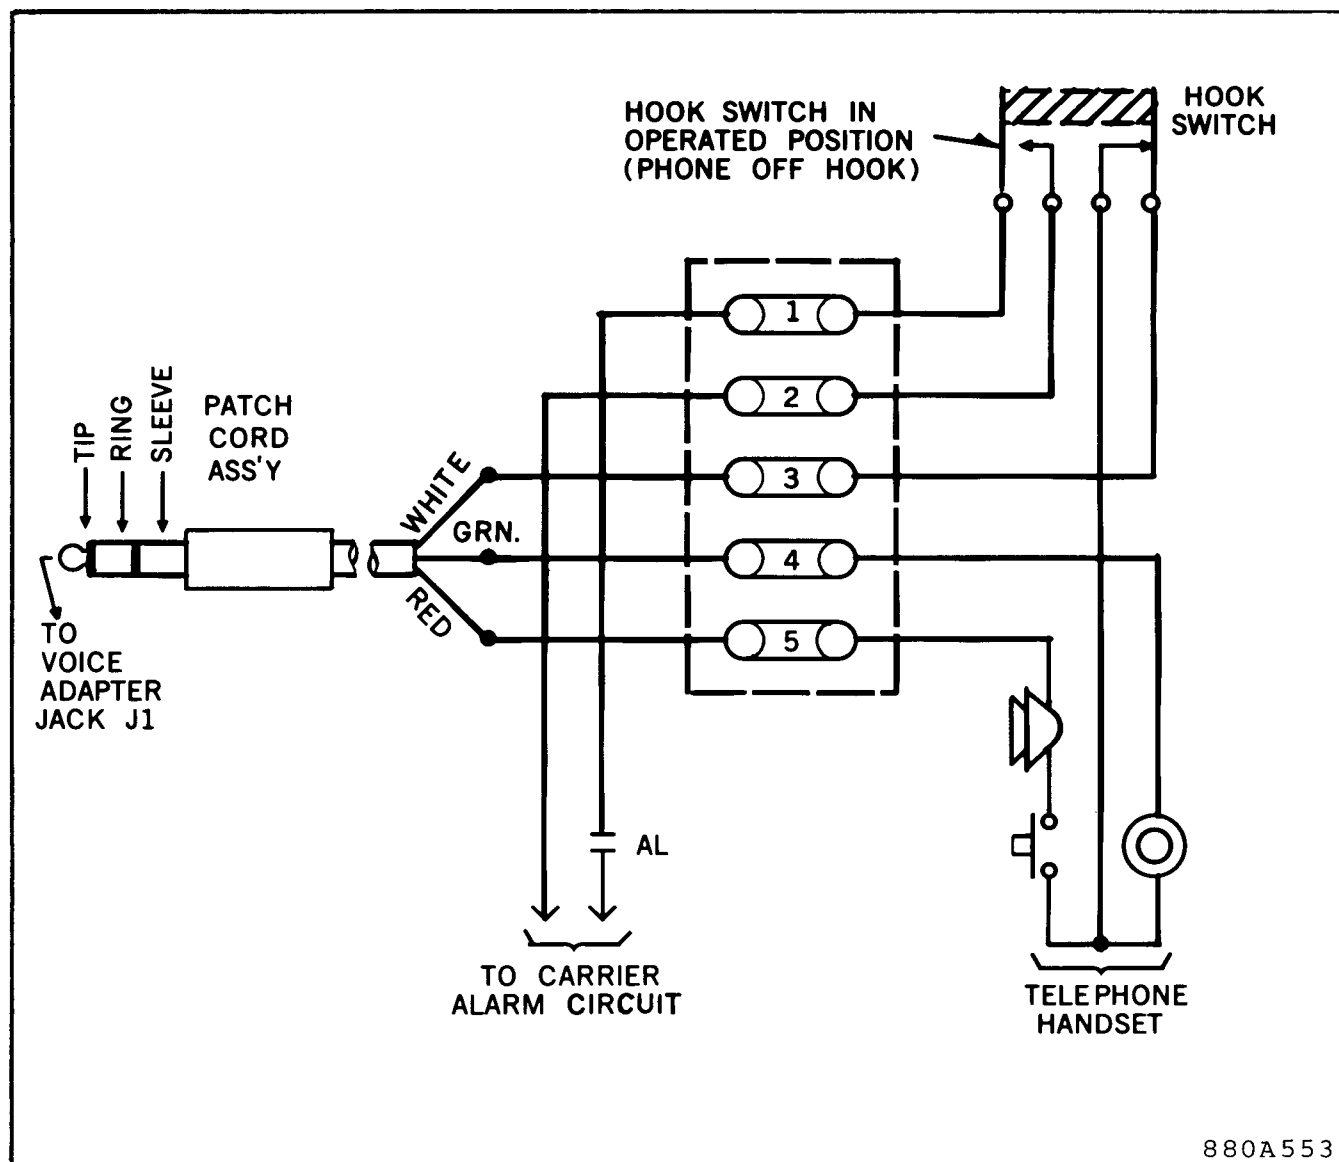 HOOK SWITCH IN
OPERATED POSITION
(PHONE OFF HOOK)
HOOK
SWITCH
1
2
3
4
5
TIP
RING
SLEEVE
PATCH
CORD
ASS'Y
WHITE
GRN.
RED
TO
VOICE
ADAPTER
JACK J1
AL
TO CARRIER
ALARM CIRCUIT
TELEPHONE
HANDSET
880A553